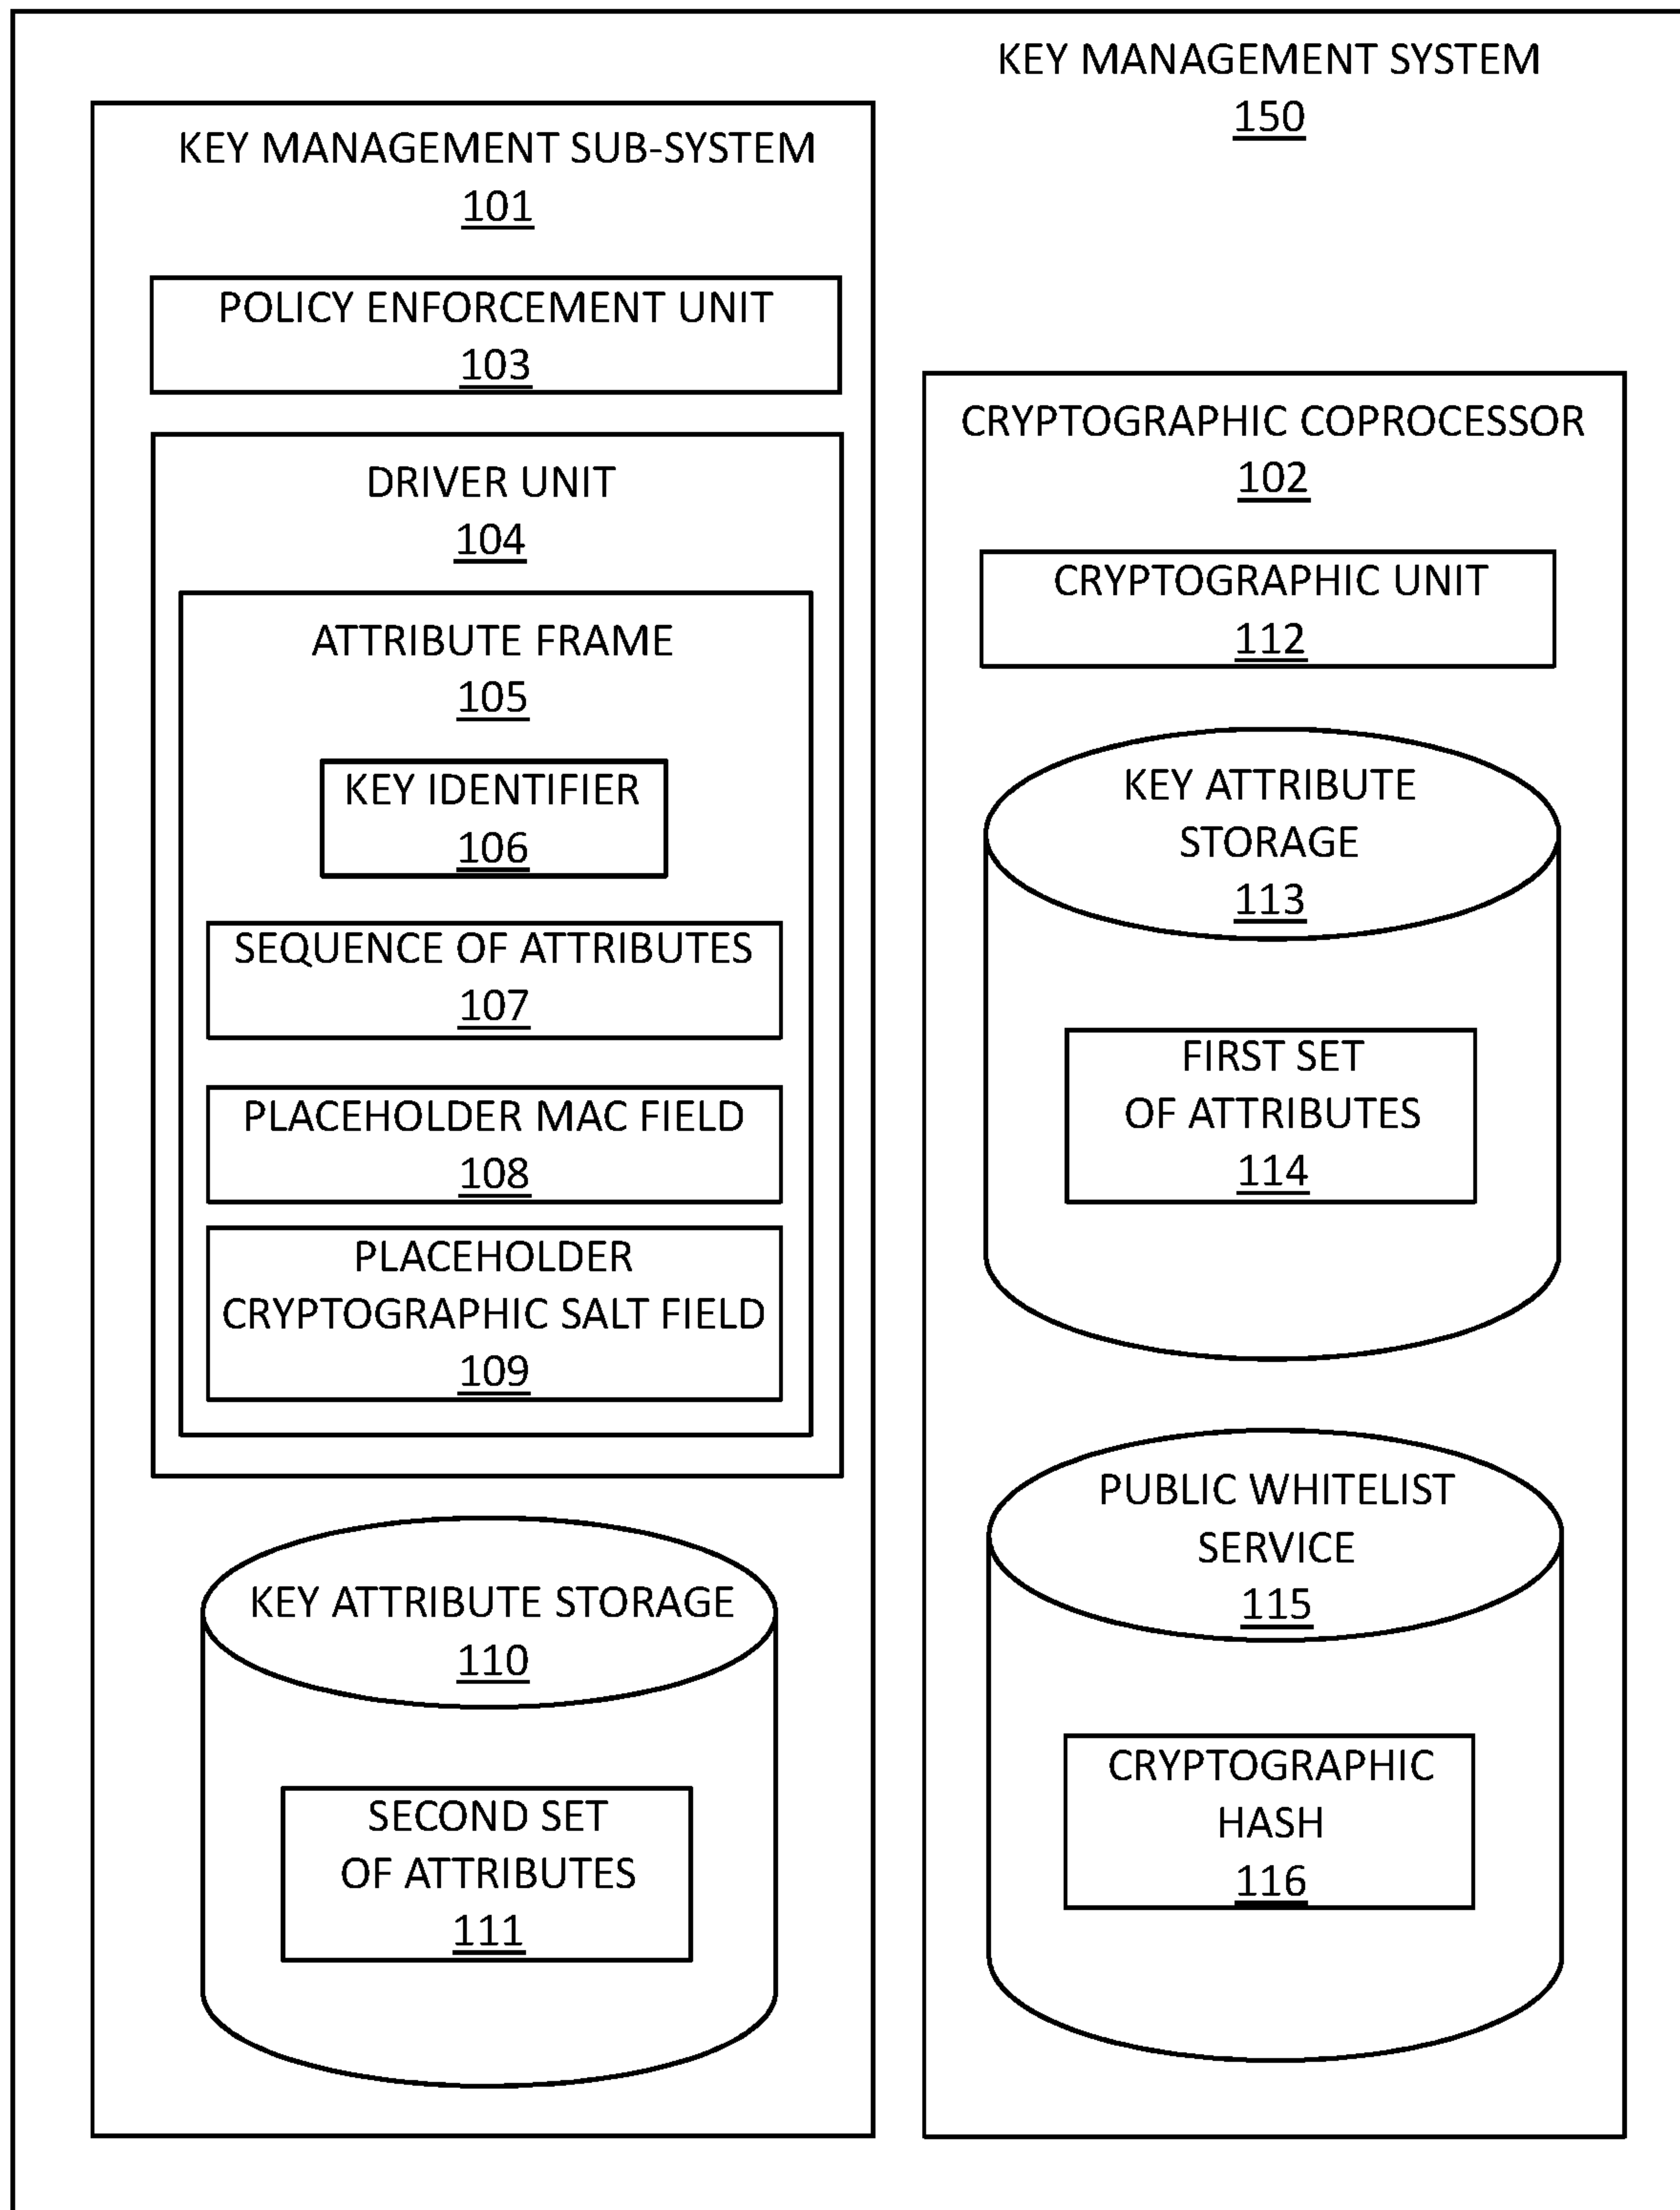 KEY MANAGEMENT SYSTEM
150
KEY MANAGEMENT SUB-SYSTEM
101
POLICY ENFORCEMENT UNIT
103
DRIVER UNIT
104
ATTRIBUTE FRAME
105
KEY IDENTIFIER
106
SEQUENCE OF ATTRIBUTES
107
PLACEHOLDER MAC FIELD
108
PLACEHOLDER
CRYPTOGRAPHIC SALT FIELD
109
KEY ATTRIBUTE STORAGE
110
SECOND SET
OF ATTRIBUTES
111
CRYPTOGRAPHIC COPROCESSOR
102
CRYPTOGRAPHIC UNIT
112
KEY ATTRIBUTE
STORAGE
113
FIRST SET
OF ATTRIBUTES
114
PUBLIC WHITELIST
SERVICE
115
CRYPTOGRAPHIC
HASH
116